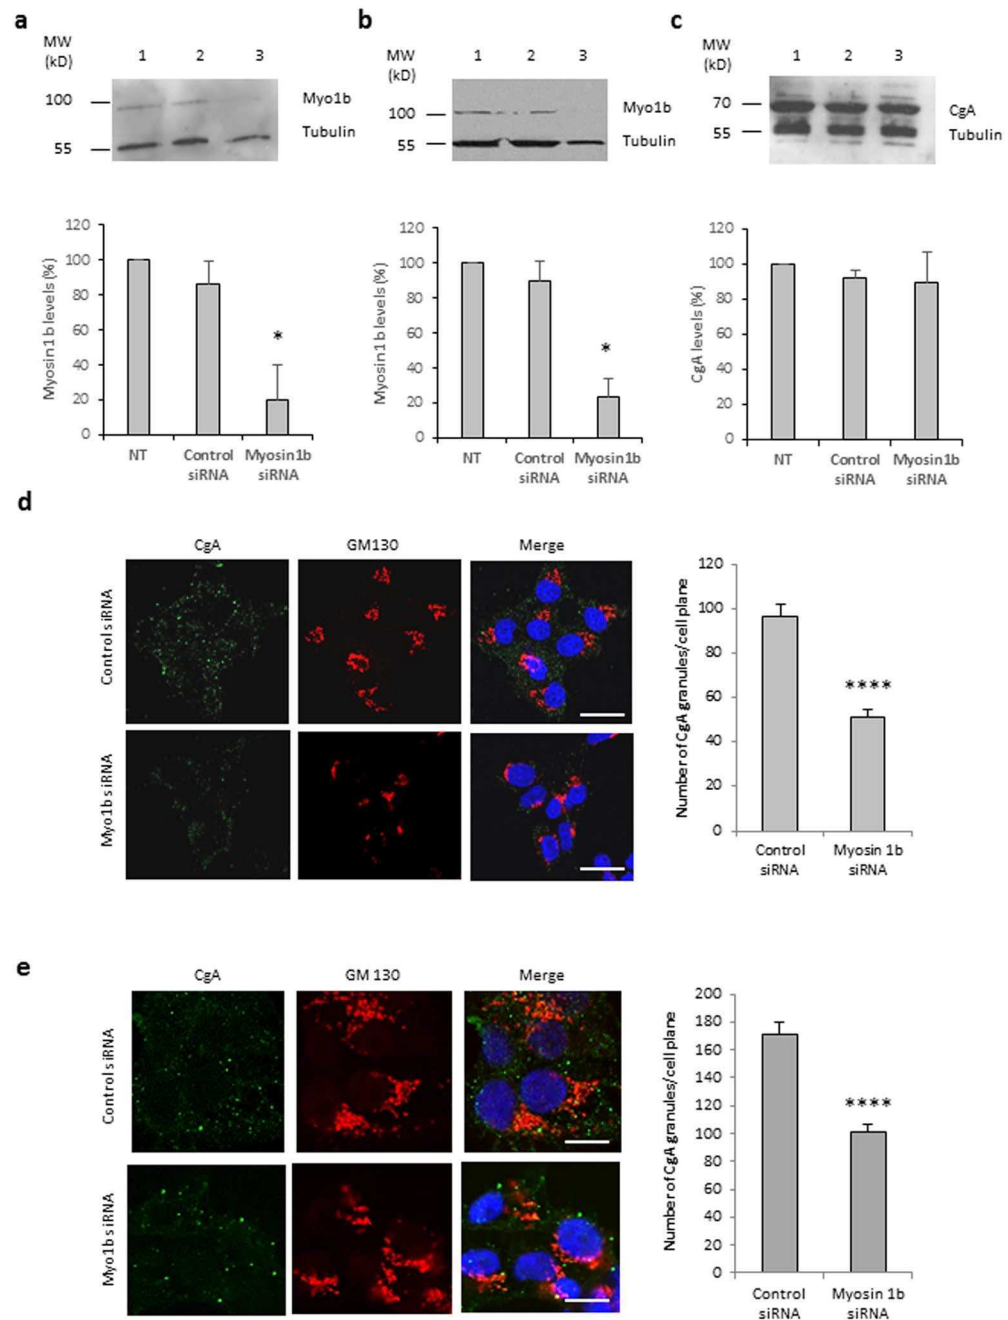 a
MW
(kD)
1 2 3
100
55
Myo1b
Tubulin
Myosin1b levels (%)
120
100
80
60
40
20
0
*
NT
Control
siRNA
Myosin1b
siRNA
b
MW
(kD)
1 2 3
100
55
Myo1b
Tubulin
Myosin1b levels (%)
120
100
80
60
40
20
0
*
NT
Control
siRNA
Myosin1b
siRNA
c
MW
(kD)
1 2 3
70
55
CgA
Tubulin
CgA levels (%)
120
100
80
60
40
20
0
NT
Control
siRNA
Myosin1b
siRNA
d
CgA
GM130
Merge
Control siRNA
Myo1b siRNA
Number of CgA granules/cell plane
120
100
80
60
40
20
0
****
Control
siRNA
Myosin 1b
siRNA
e
CgA
GM 130
Merge
Control siRNA
Myo1b siRNA
Number of CgA granules/cell plane
200
180
160
140
120
100
80
60
40
20
0
****
Control
siRNA
Myosin 1b
siRNA